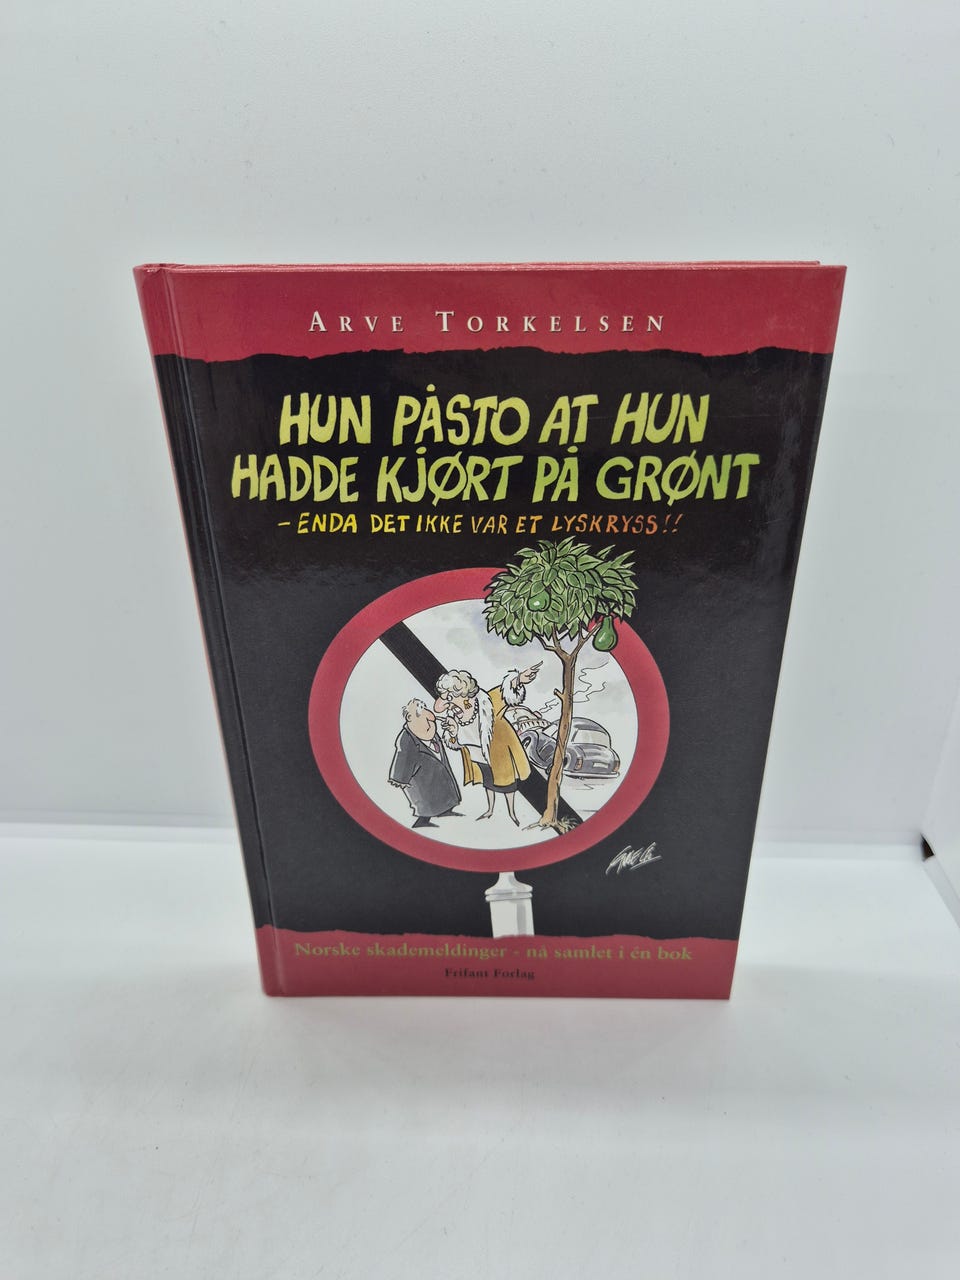 ARVE TORKELSEN
HUN PÅSTO AT HUN
HADDE KJØRT PÅ GRØNT
- ENDA DET IKKE VAR ET LYSKRYSS!!
Norske skademeldinger - nå samlet i én bok
Frifant Forlag